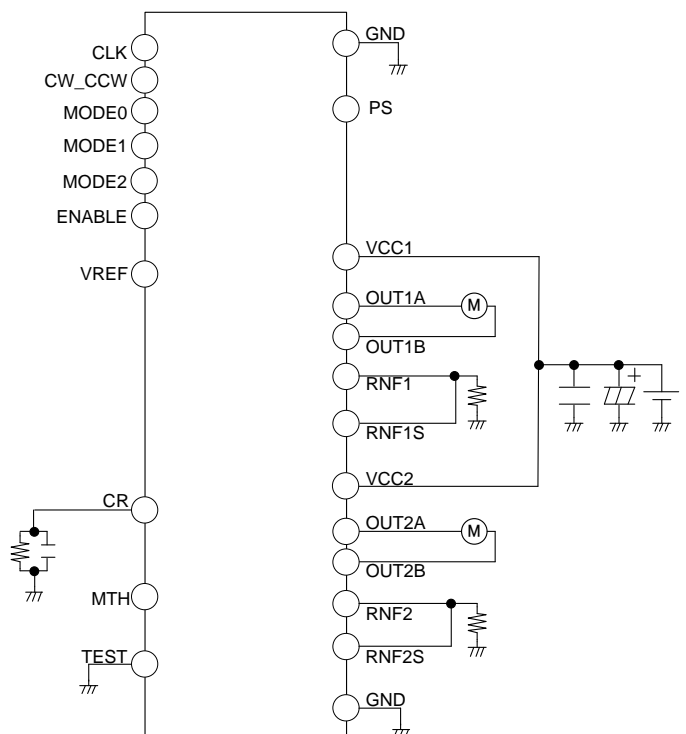 CLK
CW_CCW
MODE0
MODE1
MODE2
ENABLE
VREF
CR
MTH
TEST
GND
PS
VCC1
OUT1A
M
OUT1B
RNF1
RNF1S
+
VCC2
OUT2A
M
OUT2B
RNF2
RNF2S
GND